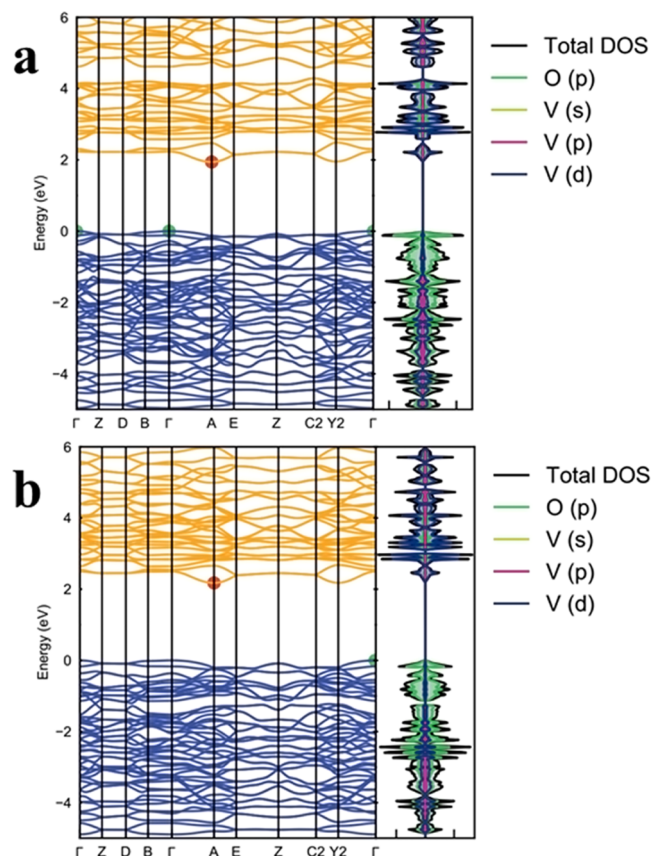 a
Energy (eV)
6
4
2
0
−2
−4
Γ Z D B Γ A E Z C2 Y2 Γ
Total DOS
O (p)
V (s)
V (p)
V (d)
b
Energy (eV)
6
4
2
0
−2
−4
Γ Z D B Γ A E Z C2 Y2 Γ
Total DOS
O (p)
V (s)
V (p)
V (d)